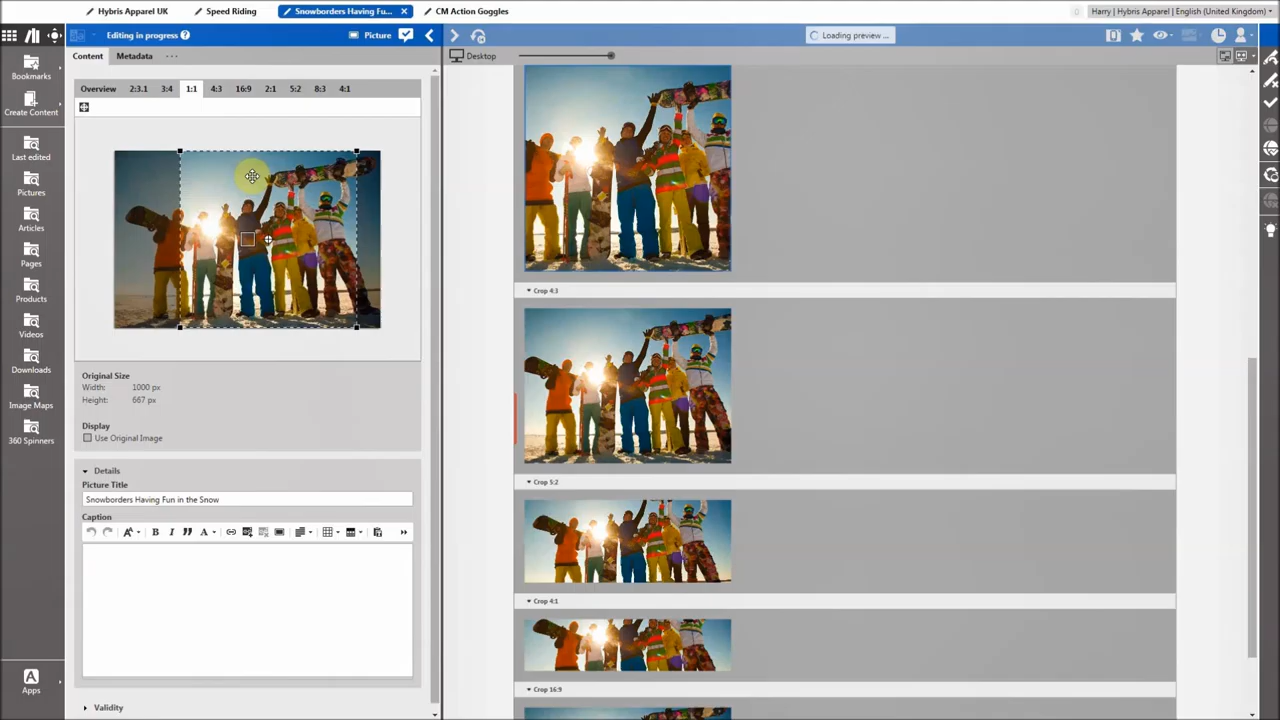 Hybris Apparel UK
Speed Riding
Snowborders Having Fu...
CM Action Goggles
Harry | Hybris Apparel | English (United Kingdom)
Editing in progress
Picture
Loading preview ...
Content
Metadata
Desktop
Bookmarks
Create Content
Last edited
Pictures
Articles
Pages
Products
Videos
Downloads
Image Maps
360 Spinners
Apps
Overview
2:3.1
3:4
1:1
4:3
16:9
2:1
5:2
8:3
4:1
Original Size
Width: 1000 px
Height: 667 px
Display
Use Original Image
Details
Picture Title
Snowborders Having Fun in the Snow
Caption
Validity
Crop 4:3
Crop 5:2
Crop 4:1
Crop 16:9